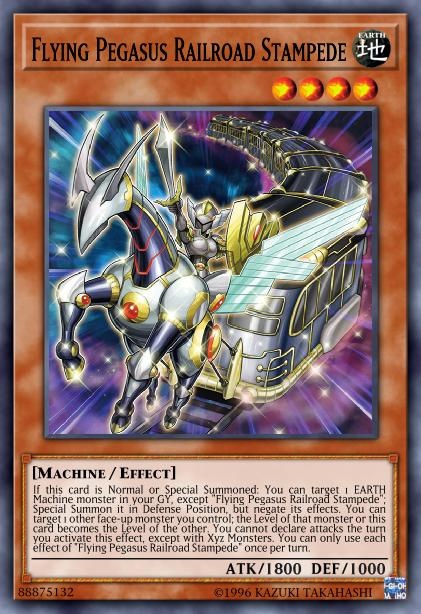 FLYING PEGASUS RAILROAD STAMPEDE
EARTH
地
[MACHINE / EFFECT]
If this card is Normal or Special Summoned: You can target 1 EARTH
Machine monster in your GY, except "Flying Pegasus Railroad Stampede";
Special Summon it in Defense Position, but negate its effects. You can
target 1 other face-up monster you control; the Level of that monster or this
card becomes the Level of the other. You cannot declare attacks the turn
you activate this effect, except with Xyz Monsters. You can only use each
effect of "Flying Pegasus Railroad Stampede" once per turn.
ATK/1800 DEF/1000
88875132
©1996 KAZUKI TAKAHASHI